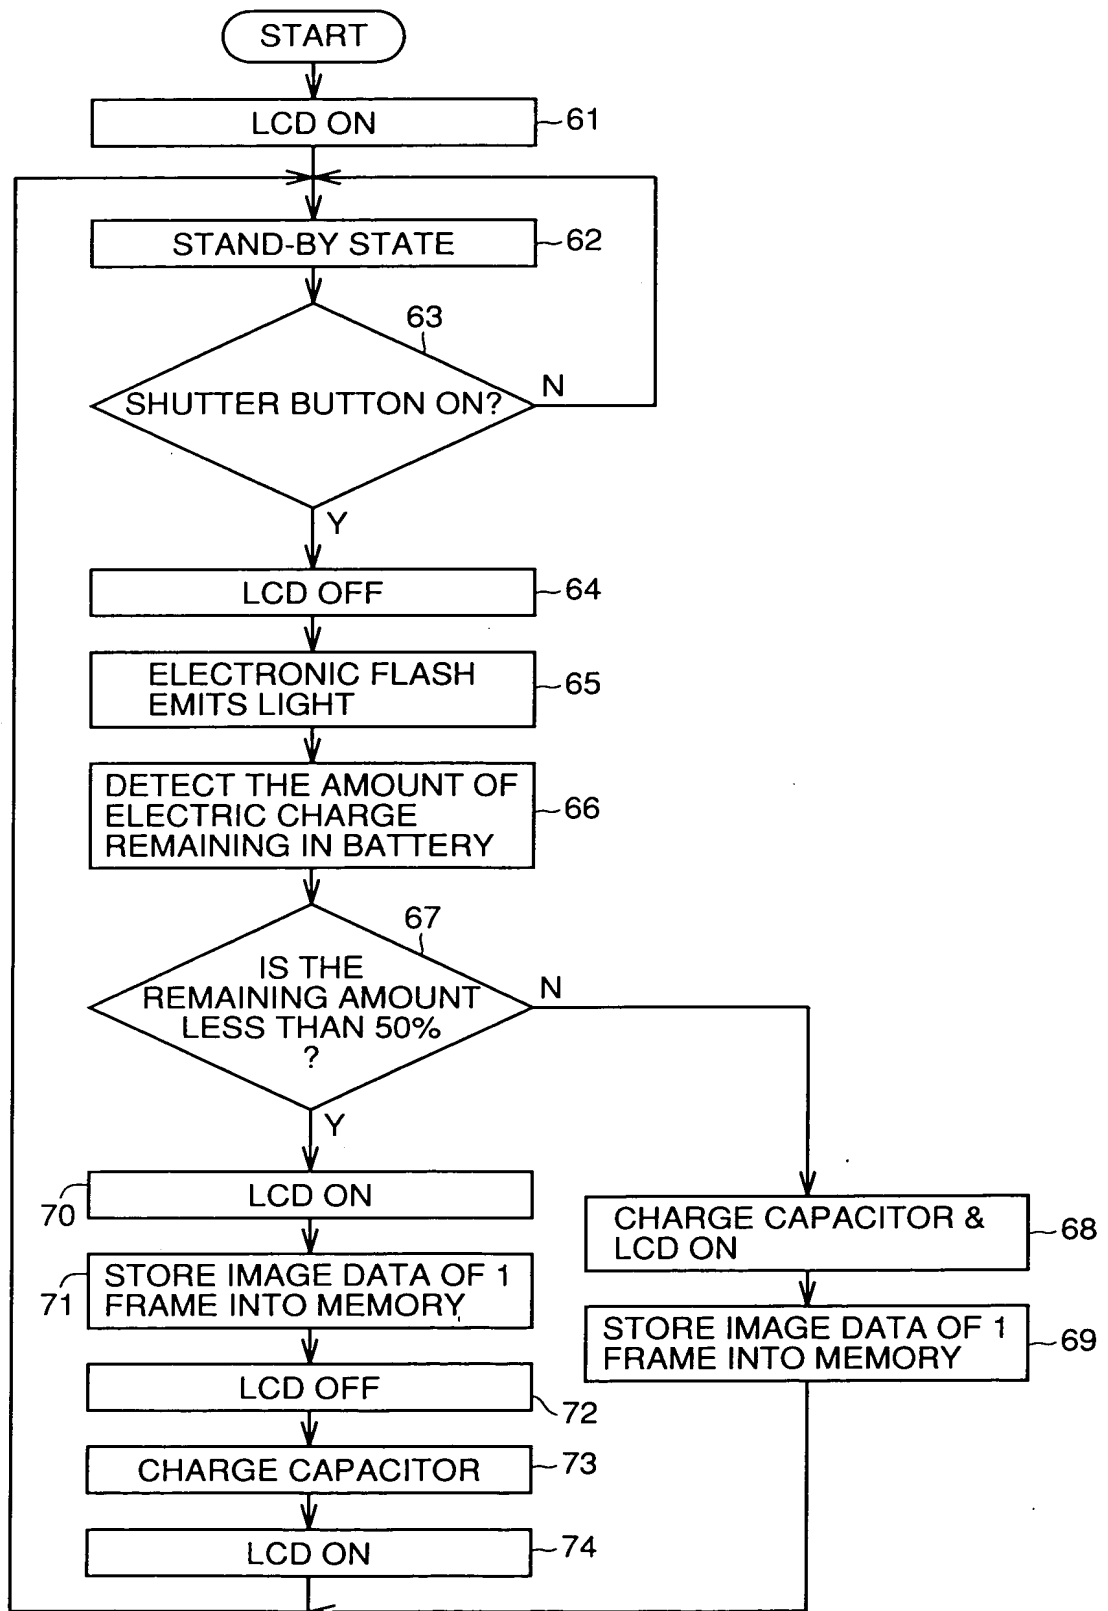 START
LCD ON
61
STAND-BY STATE
62
63
SHUTTER BUTTON ON?
N
Y
LCD OFF
64
ELECTRONIC FLASH
EMITS LIGHT
65
DETECT THE AMOUNT OF
ELECTRIC CHARGE
REMAINING IN BATTERY
66
67
IS THE
REMAINING AMOUNT
LESS THAN 50%
?
N
Y
LCD ON
70
CHARGE CAPACITOR &
LCD ON
68
STORE IMAGE DATA OF 1
FRAME INTO MEMORY
71
STORE IMAGE DATA OF 1
FRAME INTO MEMORY
69
LCD OFF
72
CHARGE CAPACITOR
73
LCD ON
74